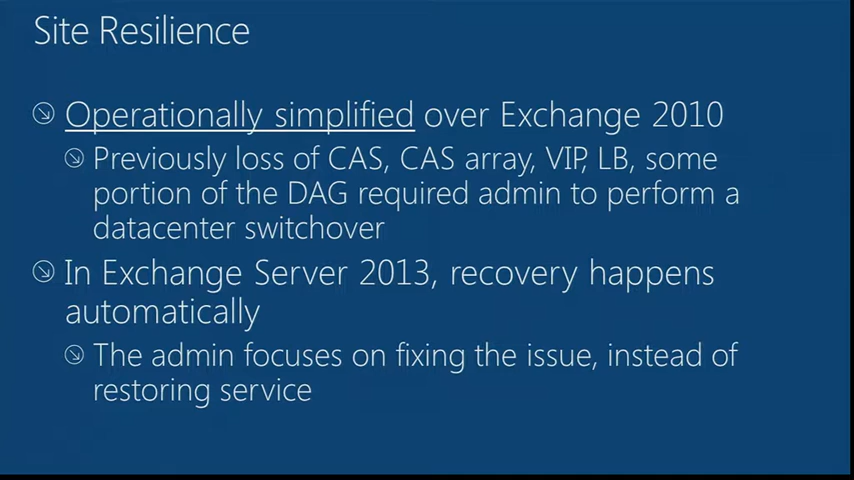 Site Resilience
Operationally simplified over Exchange 2010
Previously loss of CAS, CAS array, VIP, LB, some
portion of the DAG required admin to perform a
datacenter switchover
In Exchange Server 2013, recovery happens
automatically
The admin focuses on fixing the issue, instead of
restoring service